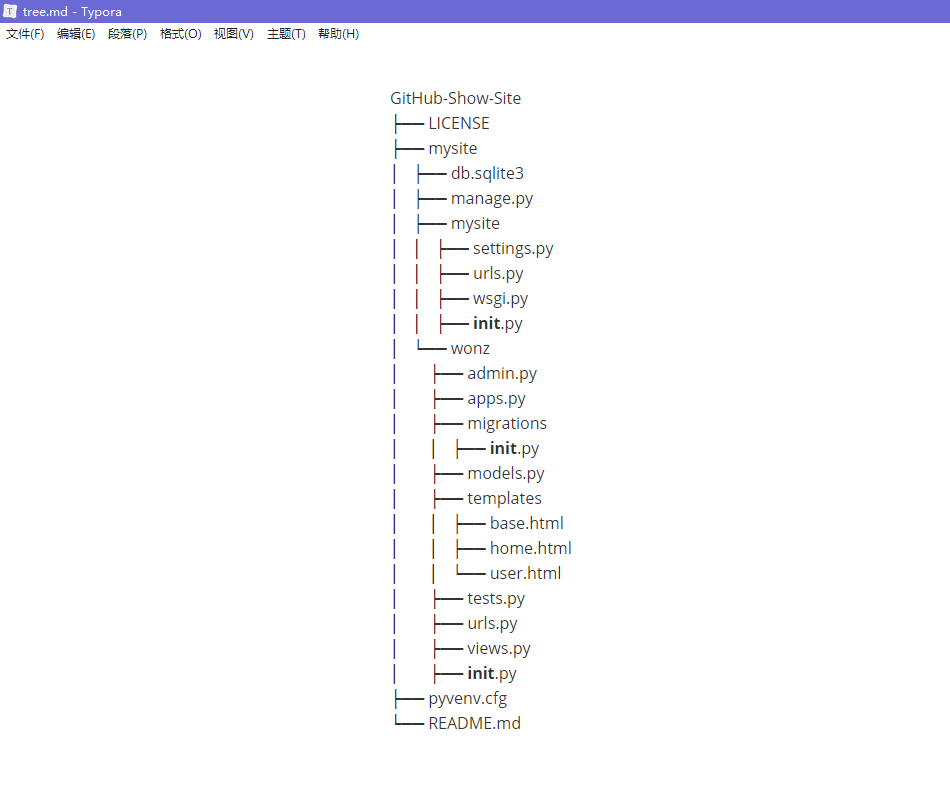 tree.md - Typora
文件(F) 编辑(E) 段落(P) 格式(O) 视图(V) 主题(T) 帮助(H)
GitHub-Show-Site
├── LICENSE
├── mysite
│ ├── db.sqlite3
│ ├── manage.py
│ ├── mysite
│ │ ├── settings.py
│ │ ├── urls.py
│ │ ├── wsgi.py
│ │ ├── init.py
│ └── wonz
│ ├── admin.py
│ ├── apps.py
│ ├── migrations
│ │ ├── init.py
│ ├── models.py
│ ├── templates
│ │ ├── base.html
│ │ ├── home.html
│ │ └── user.html
│ ├── tests.py
│ ├── urls.py
│ ├── views.py
│ ├── init.py
├── pyvenv.cfg
└── README.md